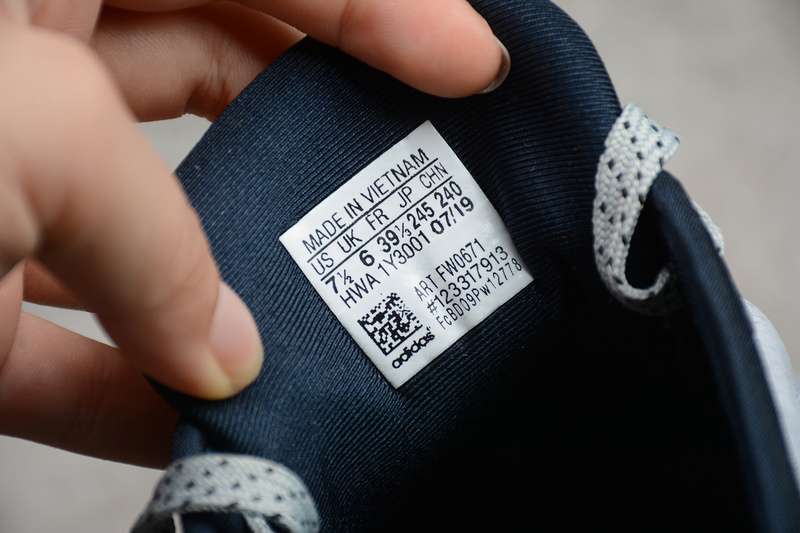 MADE IN VIETNAM
US UK FR JP CHN
7½ 6 39⅓ 245 240
HWA 1Y3001 07/19
ART FW0671
#123317913
FcBD09Pw12778
adidas